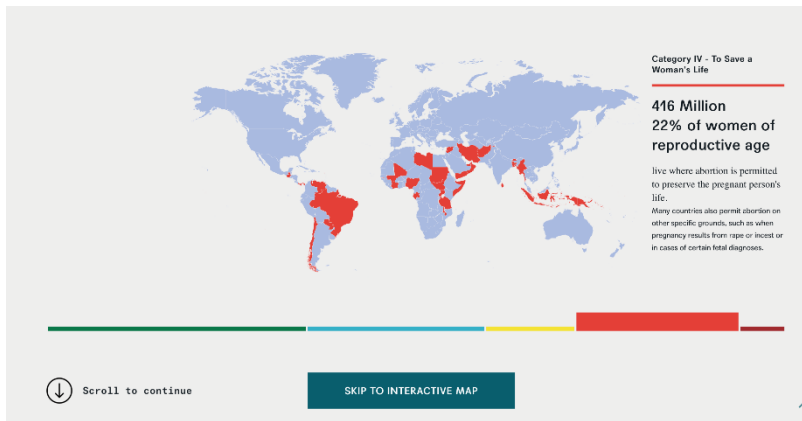 Category IV - To Save a
Woman's Life
416 Million
22% of women of
reproductive age
live where abortion is permitted
to preserve the pregnant person's
life.
Many countries also permit abortion on
other specific grounds, such as when
pregnancy results from rape or incest or
in cases of certain fetal diagnoses.
Scroll to continue
SKIP TO INTERACTIVE MAP